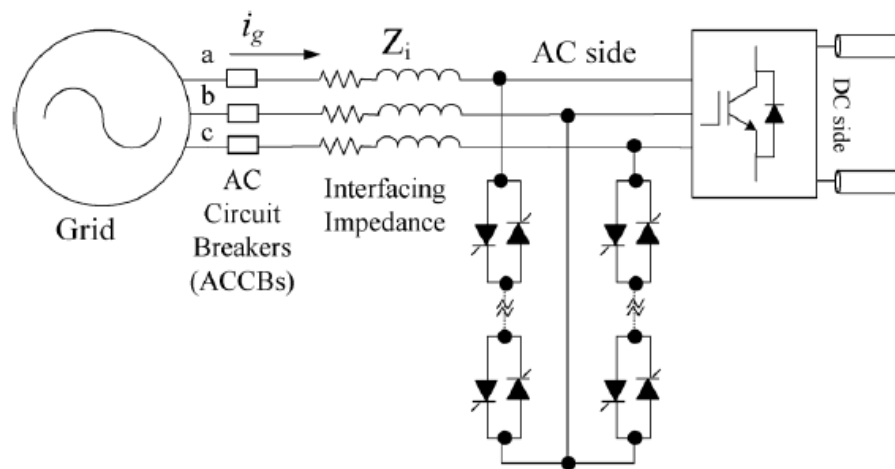 i_g
a
Z_i
AC side
b
c
DC side
Grid
AC
Circuit
Breakers
(ACCBs)
Interfacing
Impedance